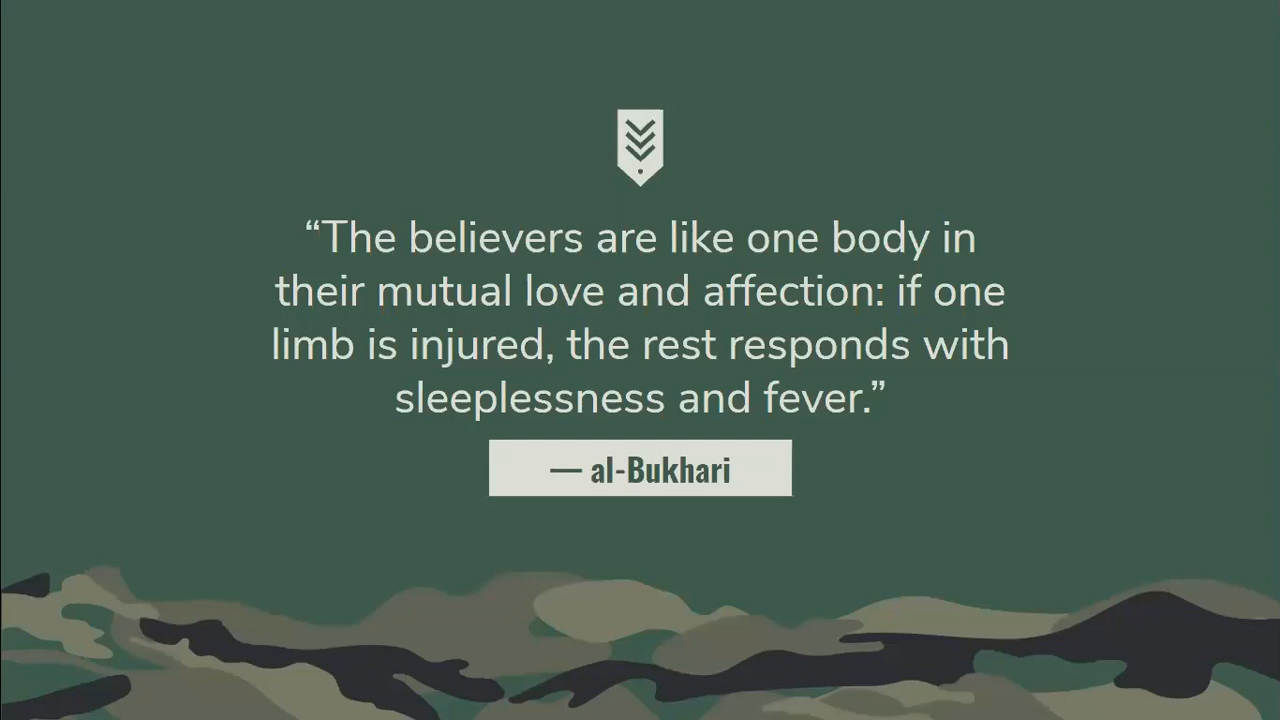 “The believers are like one body in
their mutual love and affection: if one
limb is injured, the rest responds with
sleeplessness and fever.”
— al-Bukhari